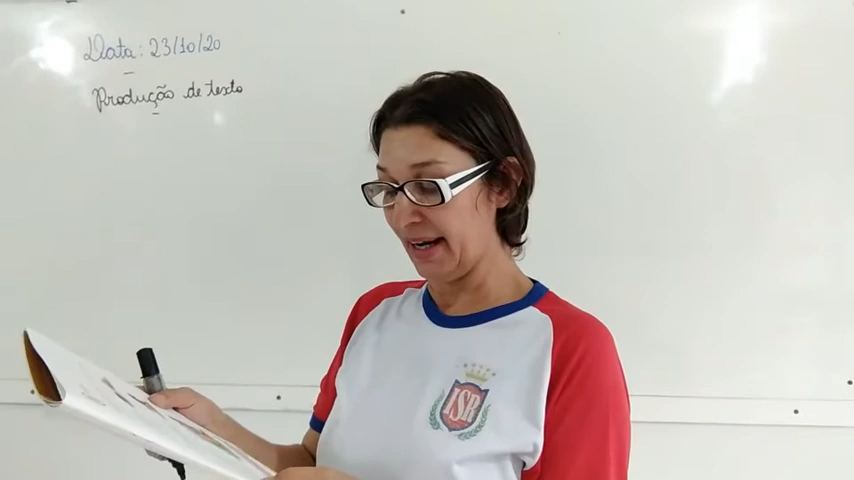 Data: 23/10/20
Produção de texto
ISR